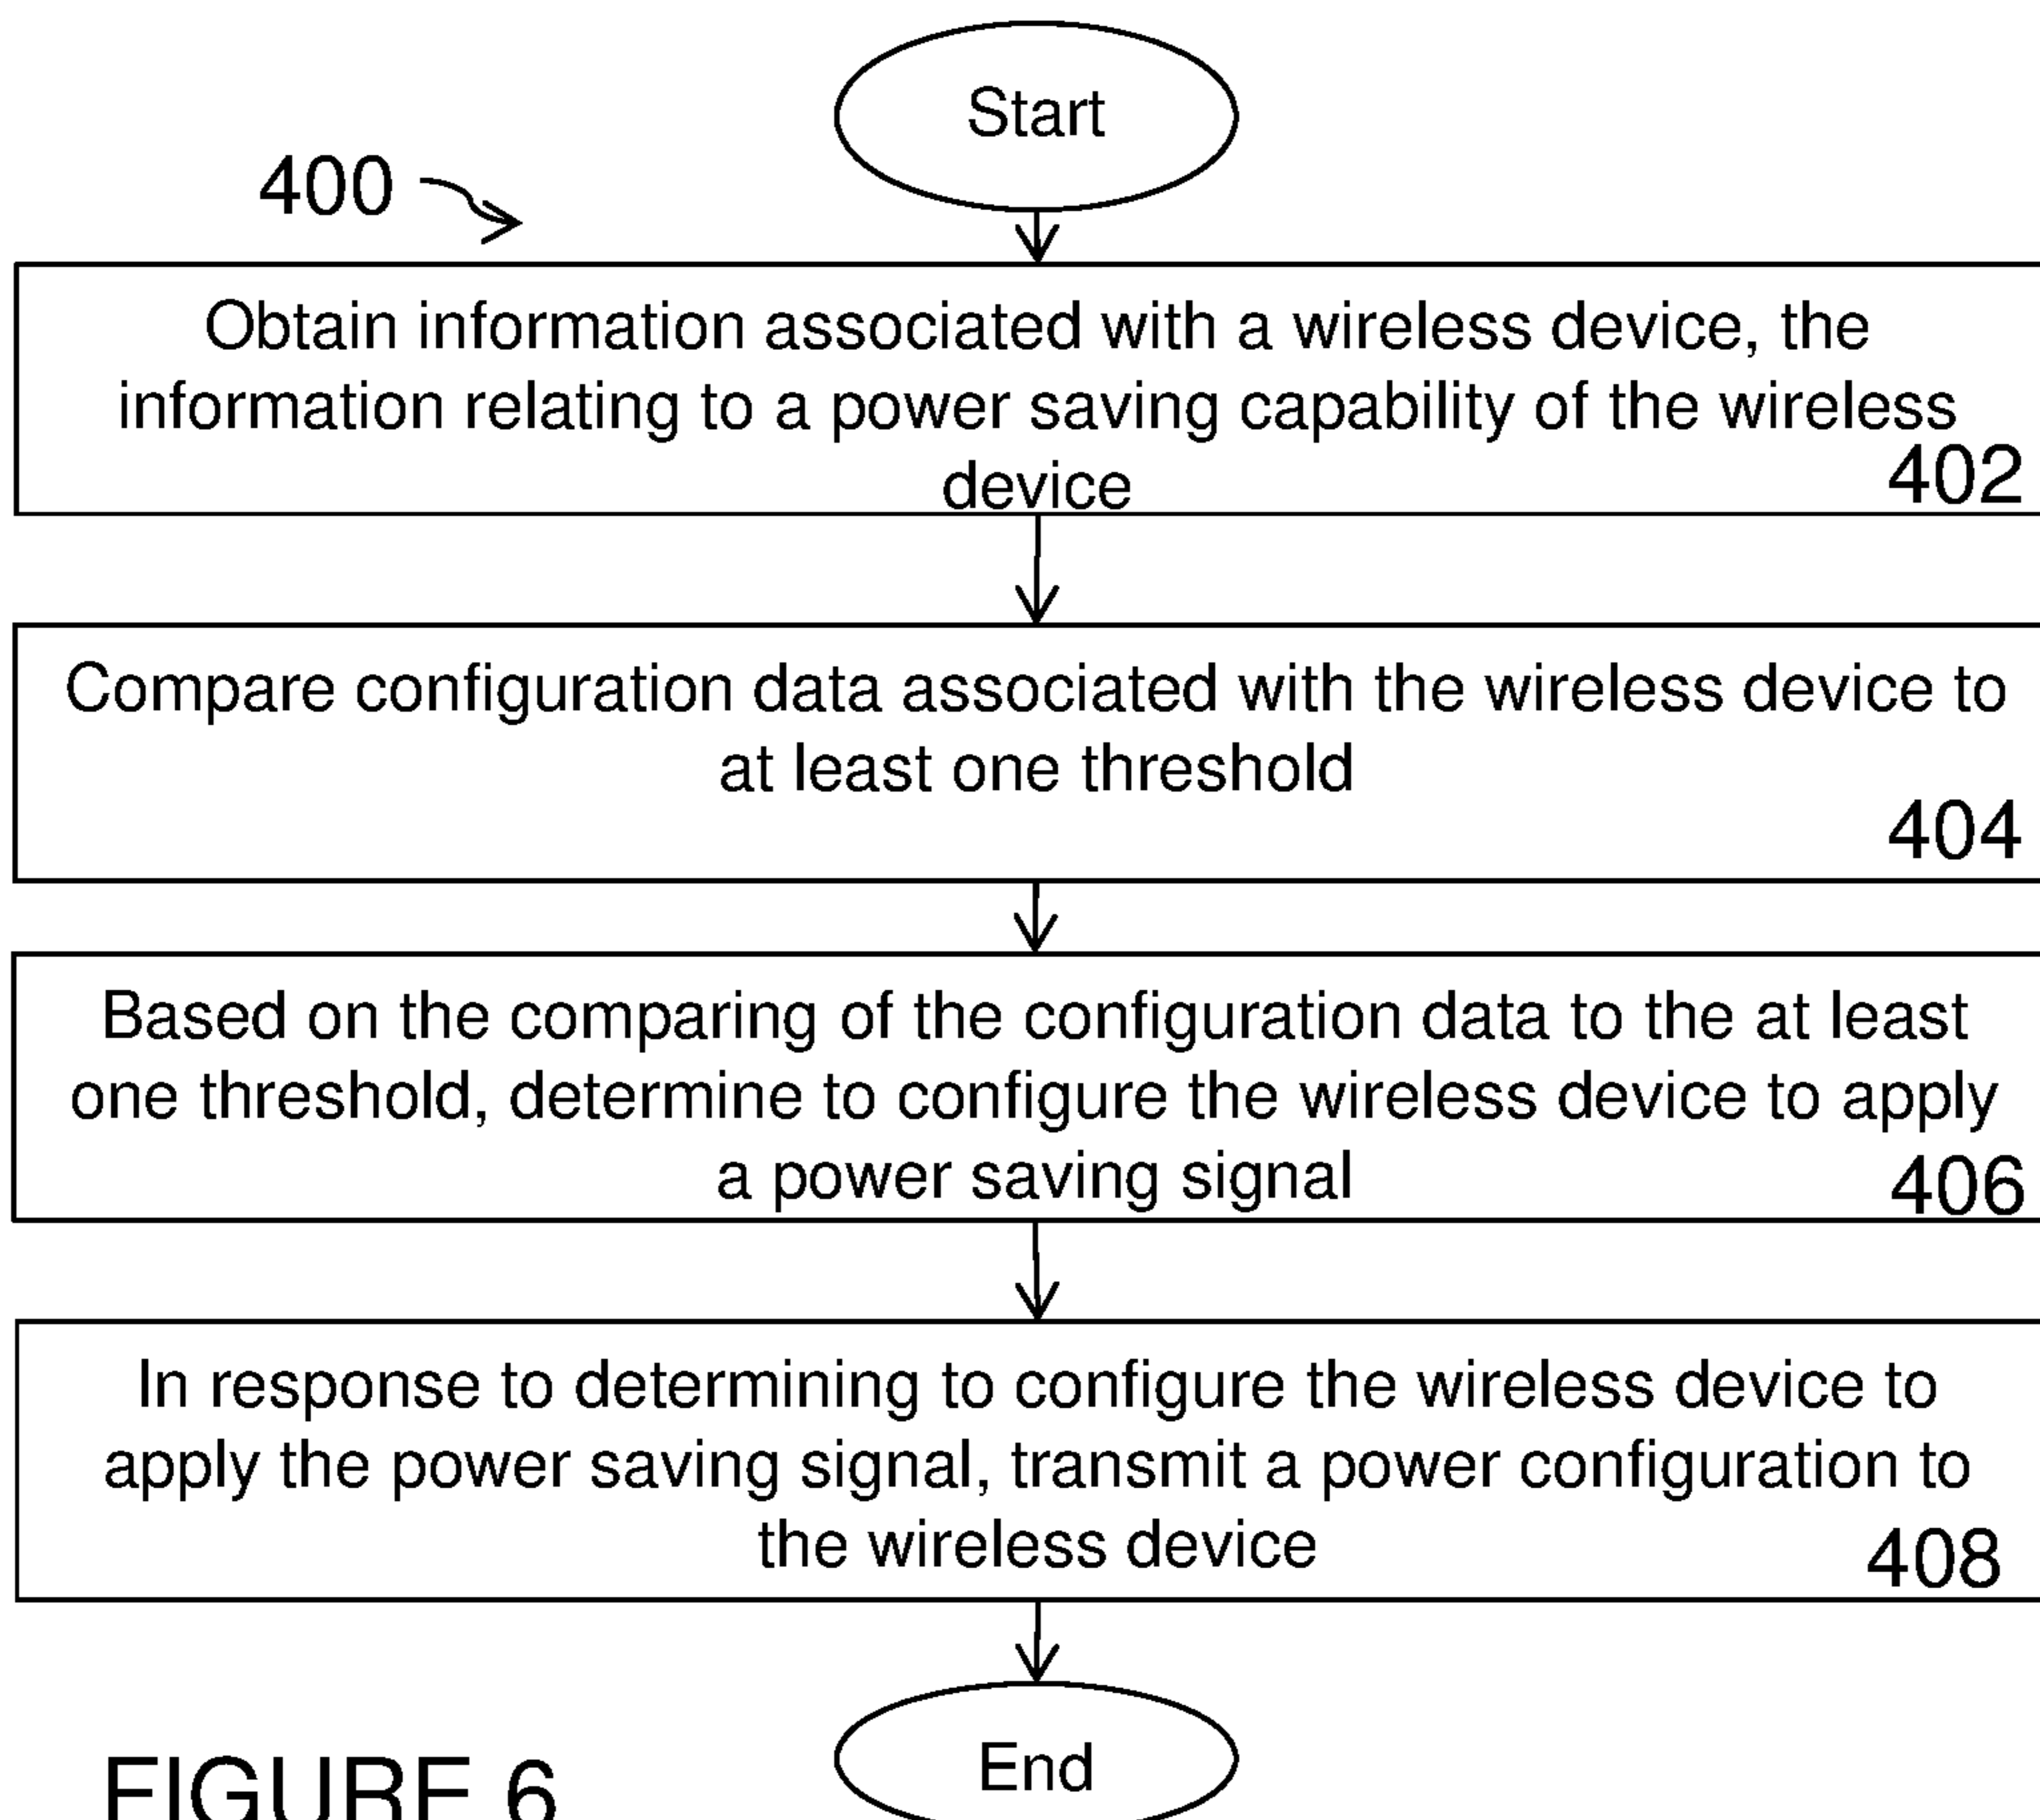 Start
400
Obtain information associated with a wireless device, the
information relating to a power saving capability of the wireless
device
402
Compare configuration data associated with the wireless device to
at least one threshold
404
Based on the comparing of the configuration data to the at least
one threshold, determine to configure the wireless device to apply
a power saving signal
406
In response to determining to configure the wireless device to
apply the power saving signal, transmit a power configuration to
the wireless device
408
End
FIGURE 6